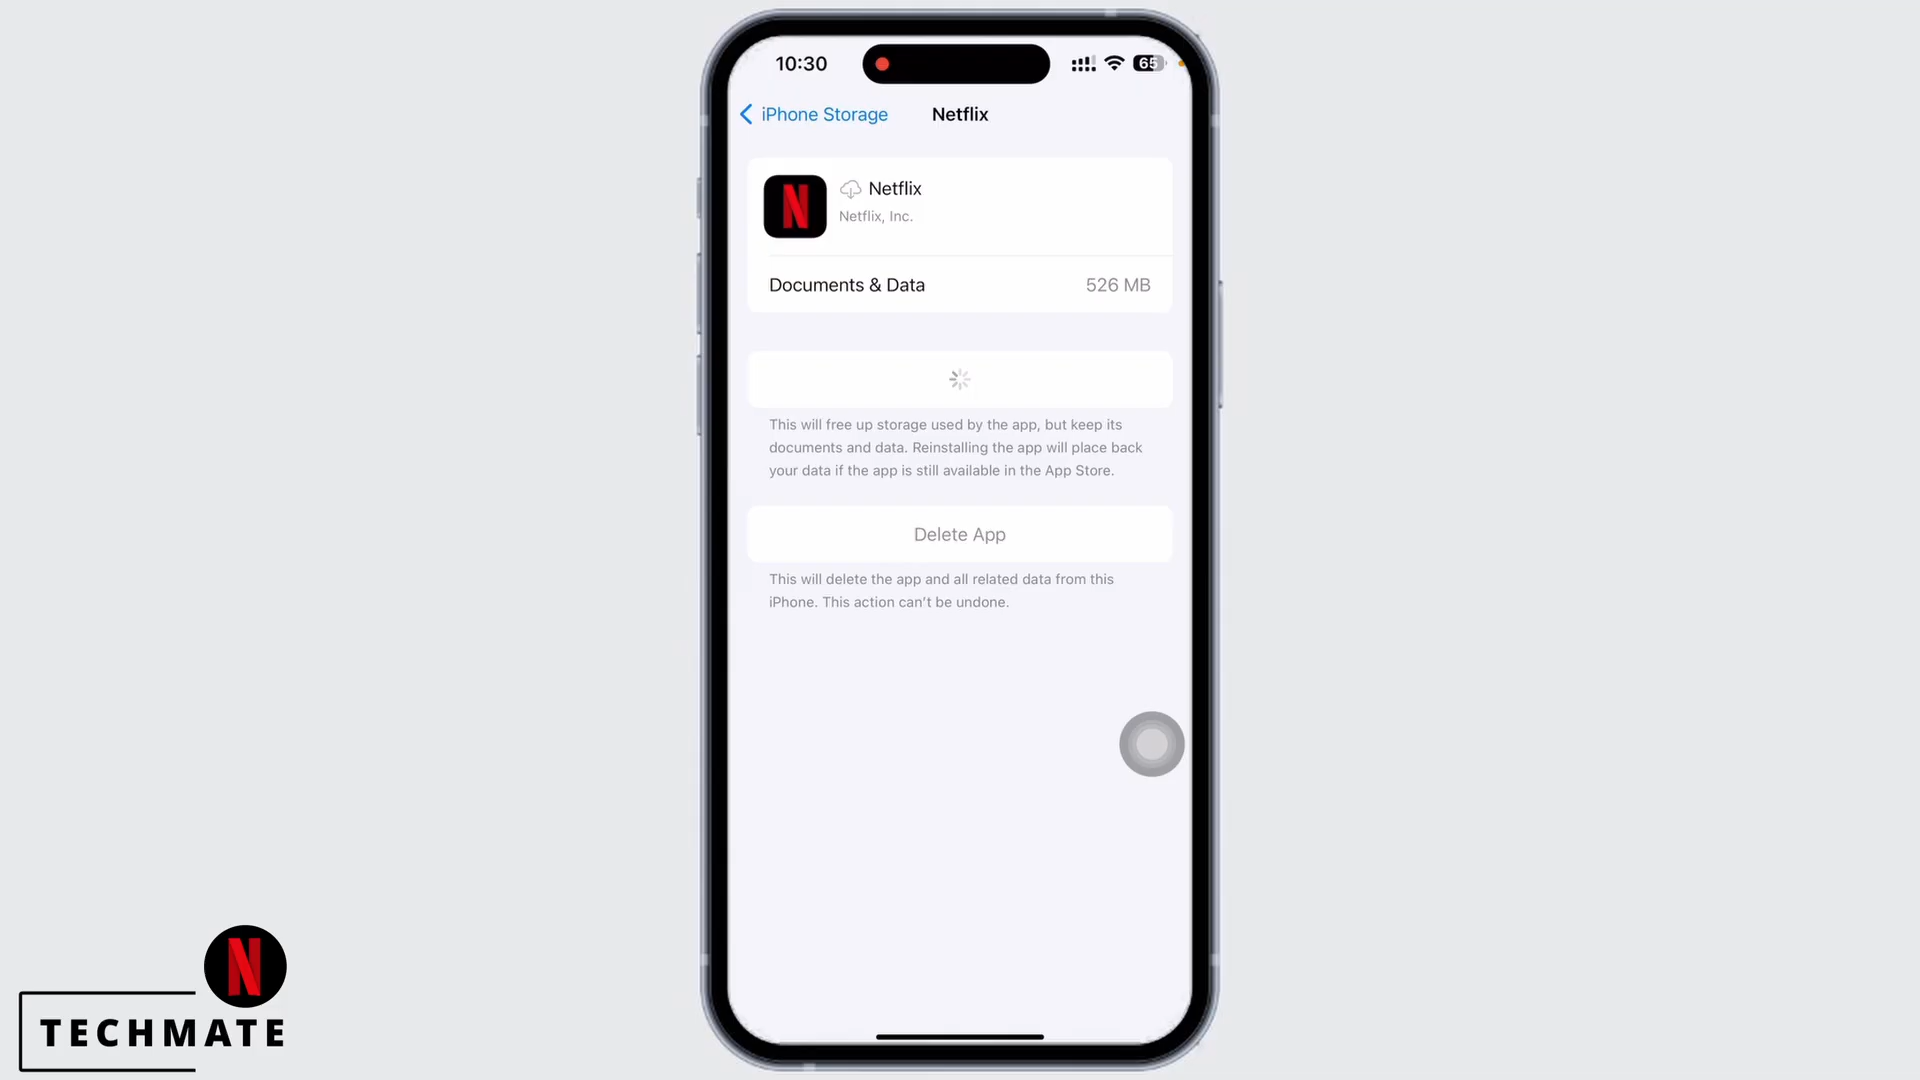 10:30
65
iPhone Storage
Netflix
N
Netflix
Netflix, Inc.
Documents & Data
526 MB
This will free up storage used by the app, but keep its
documents and data. Reinstalling the app will place back
your data if the app is still available in the App Store.
Delete App
This will delete the app and all related data from this
iPhone. This action can’t be undone.
N
TECHMATE